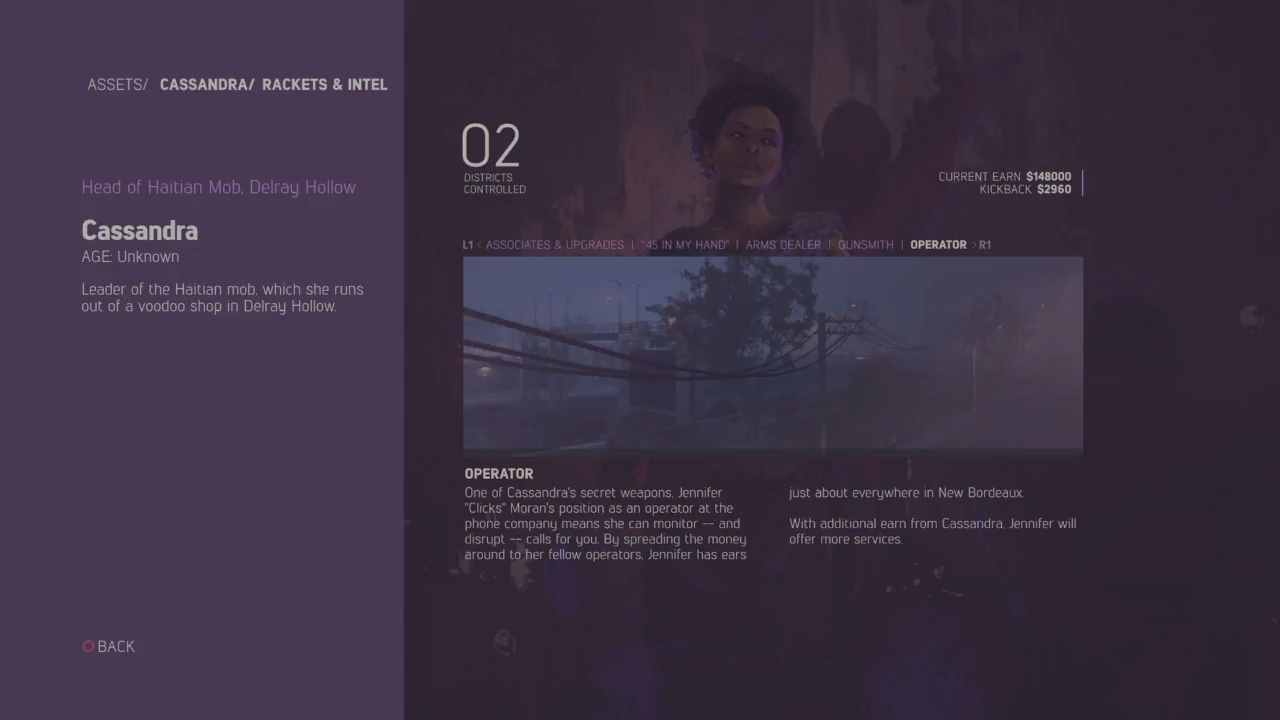 ASSETS/ CASSANDRA/ RACKETS & INTEL
Head of Haitian Mob, Delray Hollow
Cassandra
AGE: Unknown
Leader of the Haitian mob, which she runs
out of a voodoo shop in Delray Hollow.
BACK
02
DISTRICTS
CONTROLLED
CURRENT EARN $148000
KICKBACK $2960
L1 < ASSOCIATES & UPGRADES | ".45 IN MY HAND" | ARMS DEALER | GUNSMITH | OPERATOR > R1
OPERATOR
One of Cassandra's secret weapons, Jennifer
"Clicks" Moran's position as an operator at the
phone company means she can monitor -- and
disrupt -- calls for you. By spreading the money
around to her fellow operators, Jennifer has ears
just about everywhere in New Bordeaux.
With additional earn from Cassandra, Jennifer will
offer more services.